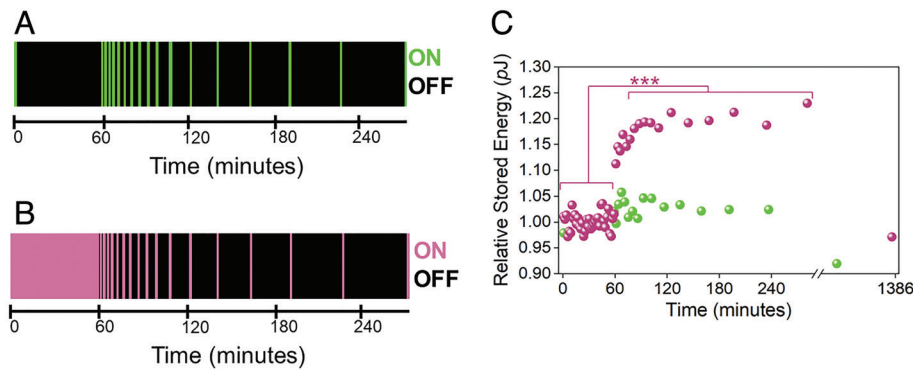 A
ON
OFF
0 60 120 180 240
Time (minutes)
B
ON
OFF
0 60 120 180 240
Time (minutes)
C
***
1.30
1.25
1.20
1.15
1.10
1.05
1.00
0.95
0.90
Relative Stored Energy (pJ)
0 60 120 180 240 1386
Time (minutes)